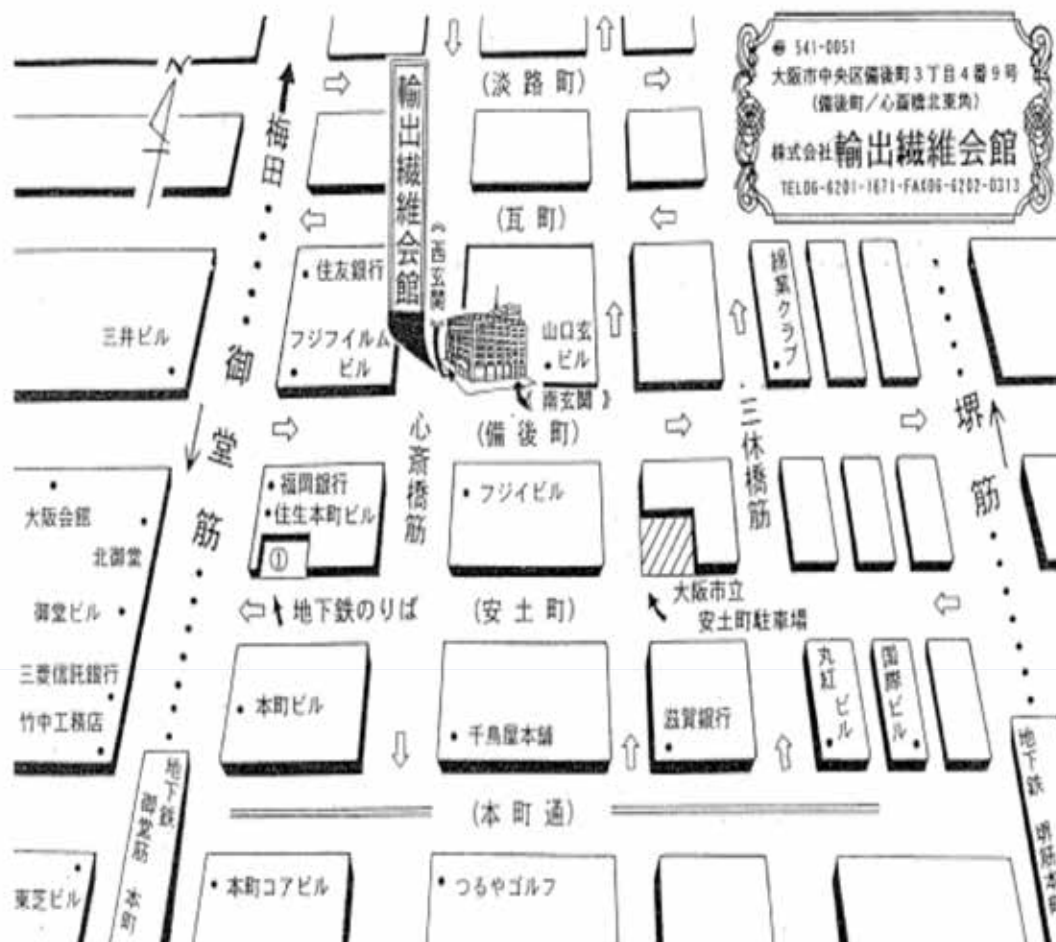 〒 541-0051
大阪市中央区備後町3丁目4番9号
(備後町/心斎橋北東角)
株式会社 輸出繊維会館
TEL06-6201-1671-FAX06-6202-0313
N
梅田
(淡路町)
輸出繊維会館
(瓦町)
《西玄関》
住友銀行
フジフイルム
ビル
三井ビル
山口玄
ビル
《南玄関》
綿業クラブ
御堂筋
(備後町)
心斎橋筋
三休橋筋
堺筋
大阪会館
北御堂
御堂ビル
三菱信託銀行
竹中工務店
福岡銀行
住生本町ビル
①
フジイビル
地下鉄のりば
(安土町)
大阪市立
安土町駐車場
本町ビル
千鳥屋本舗
滋賀銀行
丸紅ビル
国際ビル
(本町通)
地下鉄
御堂筋 本町
地下鉄 堺筋本町
東芝ビル
本町コアビル
つるやゴルフ